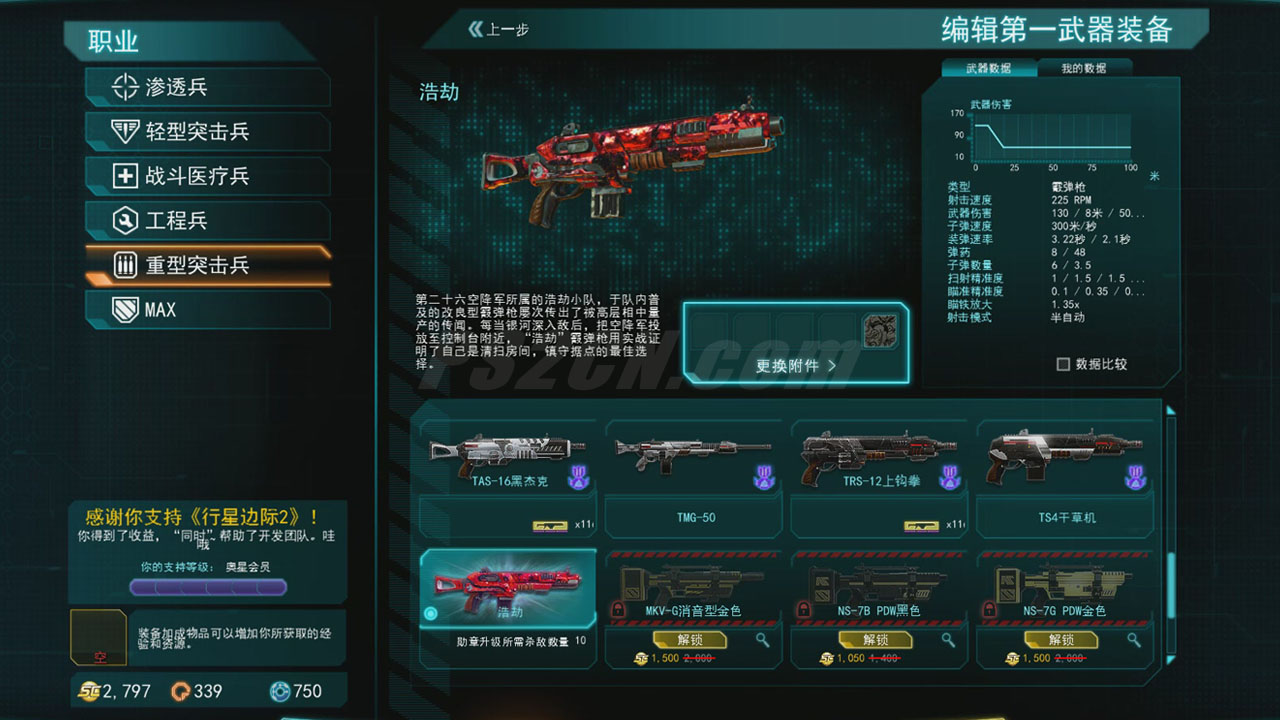 职业
渗透兵
轻型突击兵
战斗医疗兵
工程兵
重型突击兵
MAX
感谢你支持《行星边际2》！
你得到了收益，“同时”帮助了开发团队。哇
哦
你的支持等级： 奥星会员
空
装备加成物品可以增加你所获取的经
验和资源。
2,797
339
750
上一步
编辑第一武器装备
浩劫
第二十六空降军所属的浩劫小队，于队内普
及的改良型霰弹枪屡次传出了被高层相中量
产的传闻。每当银河深入敌后，把空降军投
放至控制台附近，“浩劫”霰弹枪用实战证
明了自己是清扫房间，镇守据点的最佳选
择。
更换附件
PS2CN.com
武器数据 我的数据
武器伤害
170
90
10
0 25 50 75 100 米
类型 霰弹枪
射击速度 225 RPM
武器伤害 130 / 8米 / 50...
子弹速度 300米/秒
装弹速率 3.22秒 / 2.1秒
弹药 8 / 48
子弹数量 6 / 3.5
扫射精准度 1 / 1.5 / 1.5 ...
瞄准精准度 0.1 / 0.35 / 0...
瞄铁放大 1.35x
射击模式 半自动
数据比较
TAS-16黑杰克
x11
TMG-50
TRS-12上钩拳
x11
TS4干草机
浩劫
勋章升级所需杀敌数量 10
MKV-G消音型金色
解锁
1,500 2,000
NS-7B PDW黑色
解锁
1,050 1,400
NS-7G PDW金色
解锁
1,500 2,000